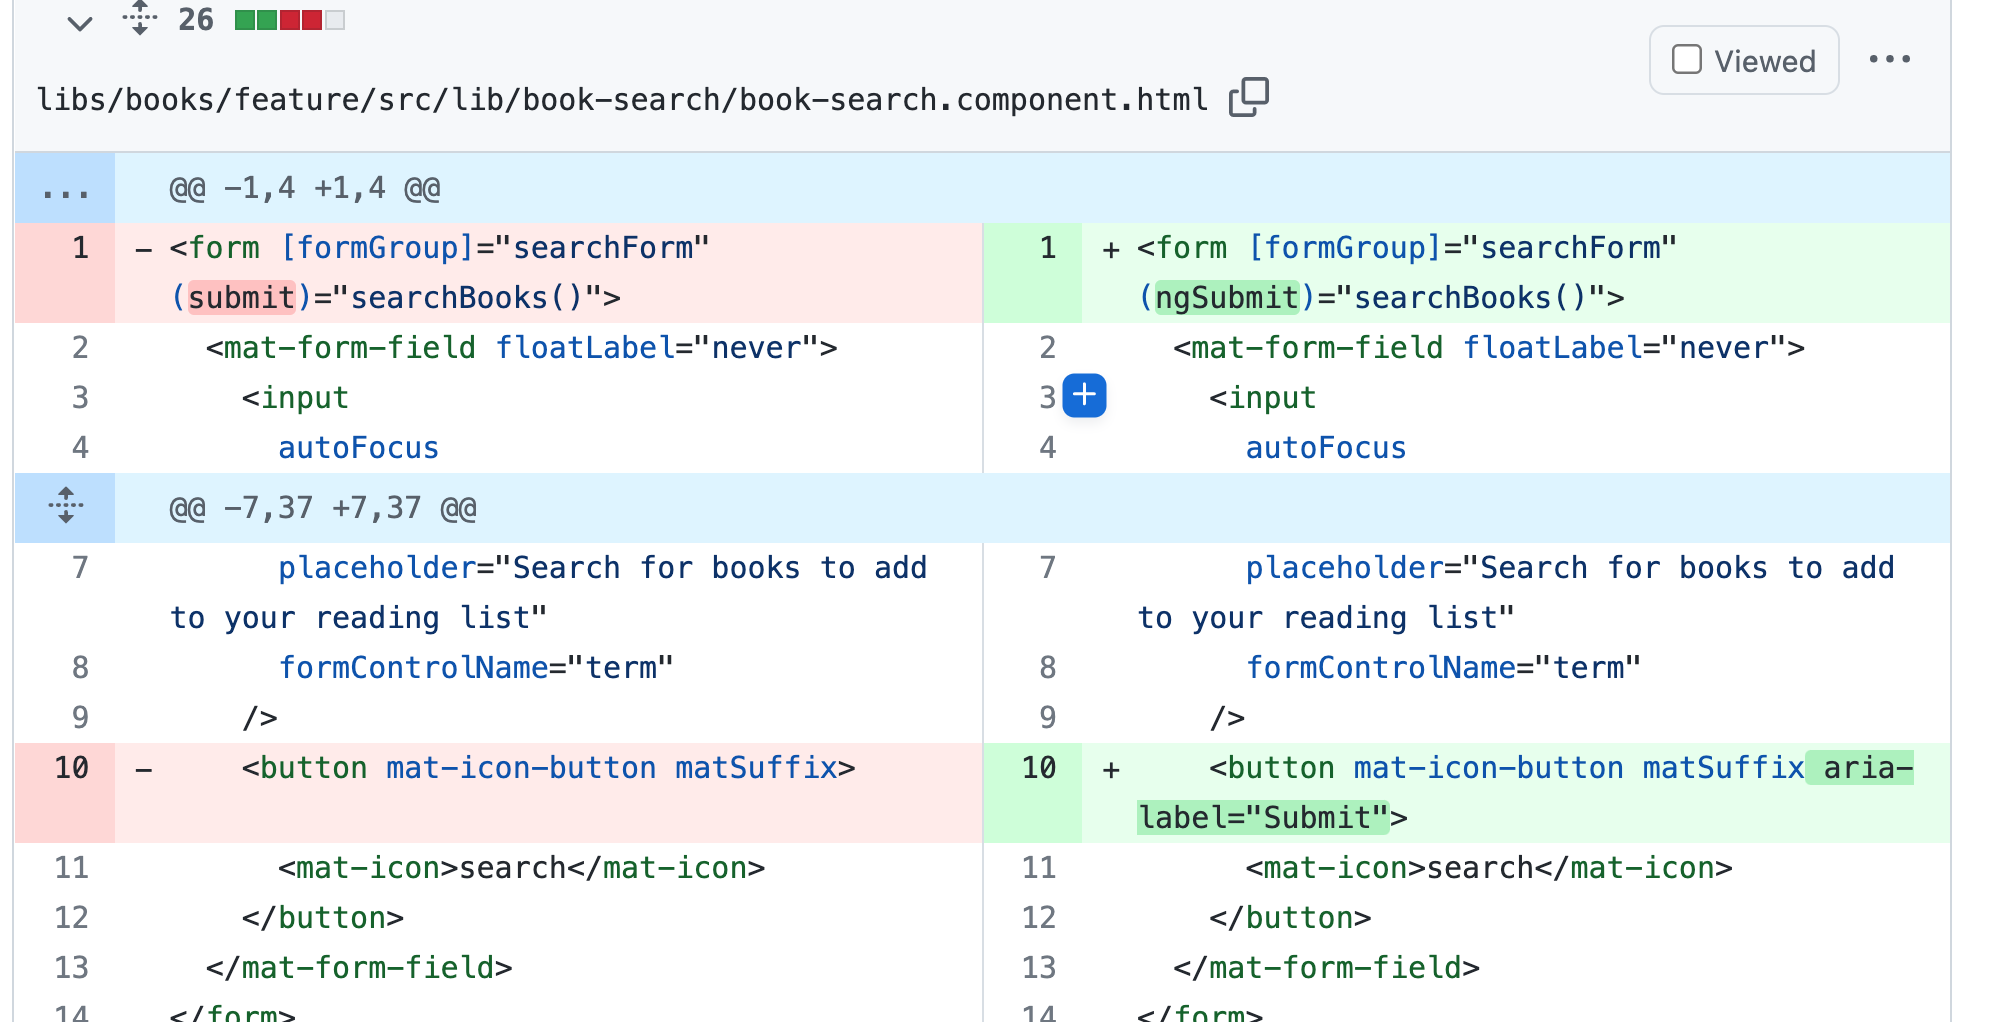 26
Viewed
libs/books/feature/src/lib/book-search/book-search.component.html
... @@ -1,4 +1,4 @@
1 - <form [formGroup]="searchForm"
(submit)="searchBooks()">
2 <mat-form-field floatLabel="never">
3 <input
4 autoFocus
1 + <form [formGroup]="searchForm"
(ngSubmit)="searchBooks()">
2 <mat-form-field floatLabel="never">
3 <input
4 autoFocus
@@ -7,37 +7,37 @@
7 placeholder="Search for books to add
to your reading list"
8 formControlName="term"
9 />
10 - <button mat-icon-button matSuffix>
11 <mat-icon>search</mat-icon>
12 </button>
13 </mat-form-field>
14 </form>
7 placeholder="Search for books to add
to your reading list"
8 formControlName="term"
9 />
10 + <button mat-icon-button matSuffix aria-
label="Submit">
11 <mat-icon>search</mat-icon>
12 </button>
13 </mat-form-field>
14 </form>